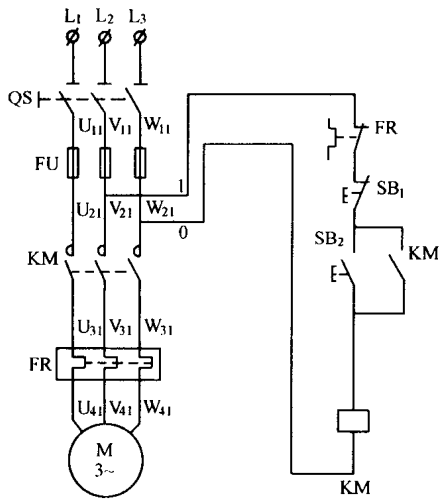 L₁ L₂ L₃
QS
U₁₁ V₁₁ W₁₁
FR
FU
1
SB₁
U₂₁ V₂₁ W₂₁
0
SB₂
KM
KM
U₃₁ V₃₁ W₃₁
FR
U₄₁ V₄₁ W₄₁
M
3~
KM